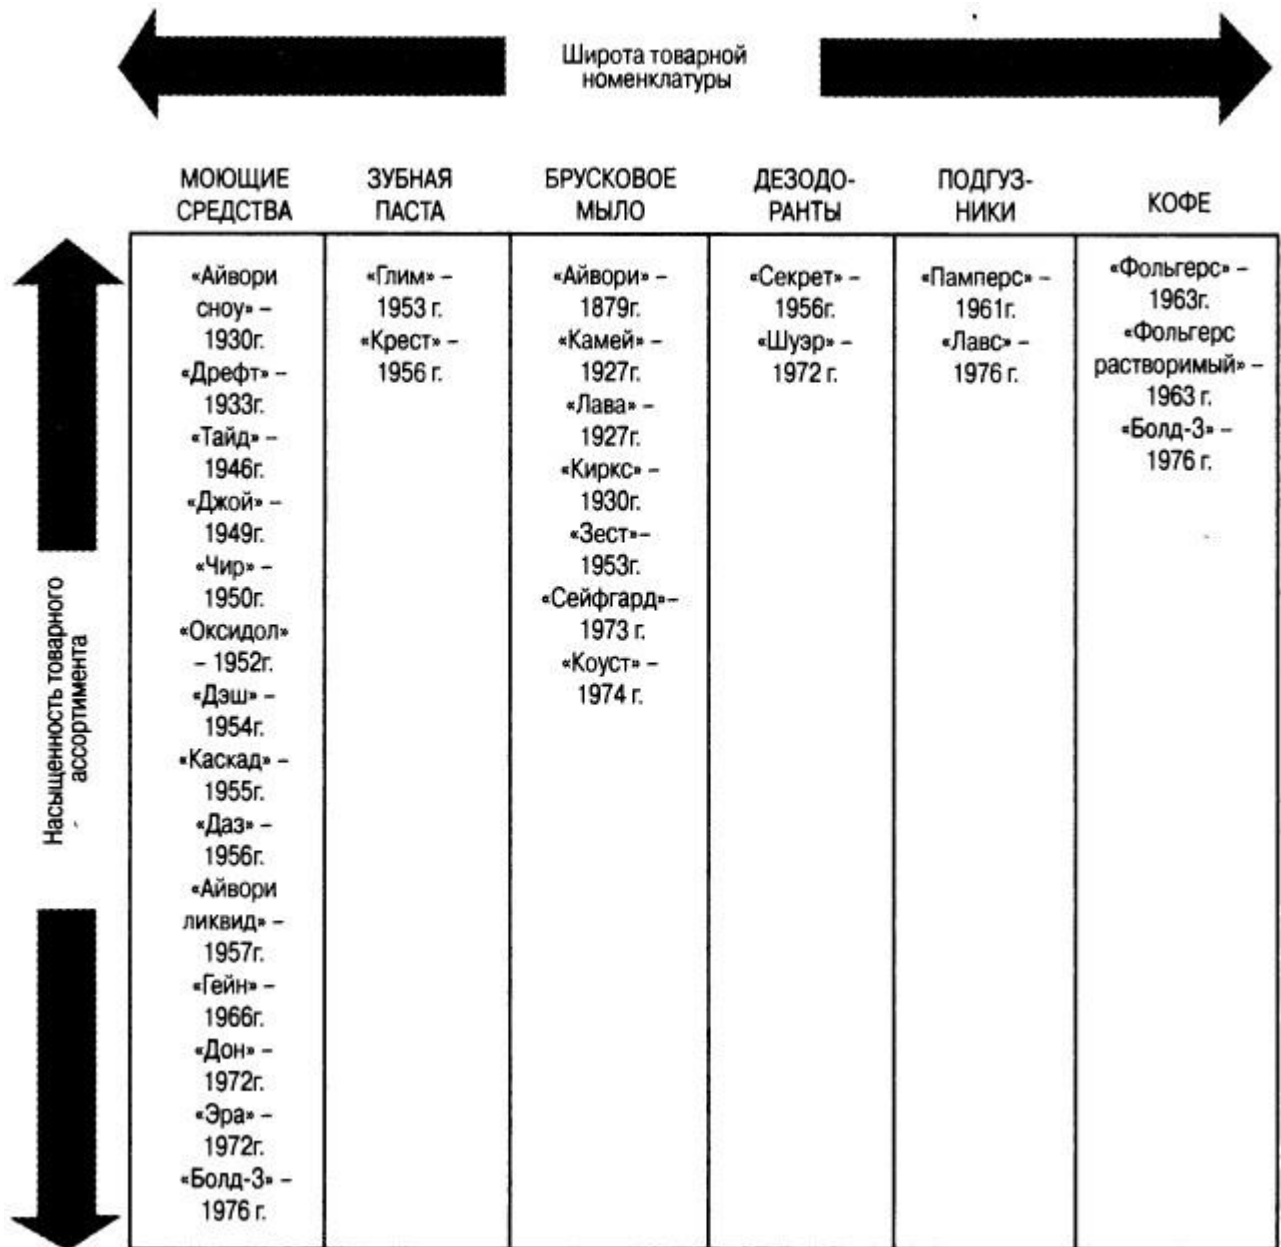 Широта товарной
номенклатуры
МОЮЩИЕ
СРЕДСТВА
ЗУБНАЯ
ПАСТА
БРУСКОВОЕ
МЫЛО
ДЕЗОДО-
РАНТЫ
ПОДГУЗ-
НИКИ
КОФЕ
Насыщенность товарного
ассортимента
«Айвори
сноу» –
1930г.
«Дрефт» –
1933г.
«Тайд» –
1946г.
«Джой» –
1949г.
«Чир» –
1950г.
«Оксидол»
– 1952г.
«Дэш» –
1954г.
«Каскад» –
1955г.
«Даз» –
1956г.
«Айвори
ликвид» –
1957г.
«Гейн» –
1966г.
«Дон» –
1972г.
«Эра» –
1972г.
«Болд-3» –
1976 г.
«Глим» –
1953 г.
«Крест» –
1956 г.
«Айвори» –
1879г.
«Камей» –
1927г.
«Лава» –
1927г.
«Киркс» –
1930г.
«Зест»–
1953г.
«Сейфгард»–
1973 г.
«Коуст» –
1974 г.
«Секрет» –
1956г.
«Шуэр» –
1972 г.
«Памперс» –
1961г.
«Лавс» –
1976 г.
«Фольгерс» –
1963г.
«Фольгерс
растворимый» –
1963 г.
«Болд-3» –
1976 г.